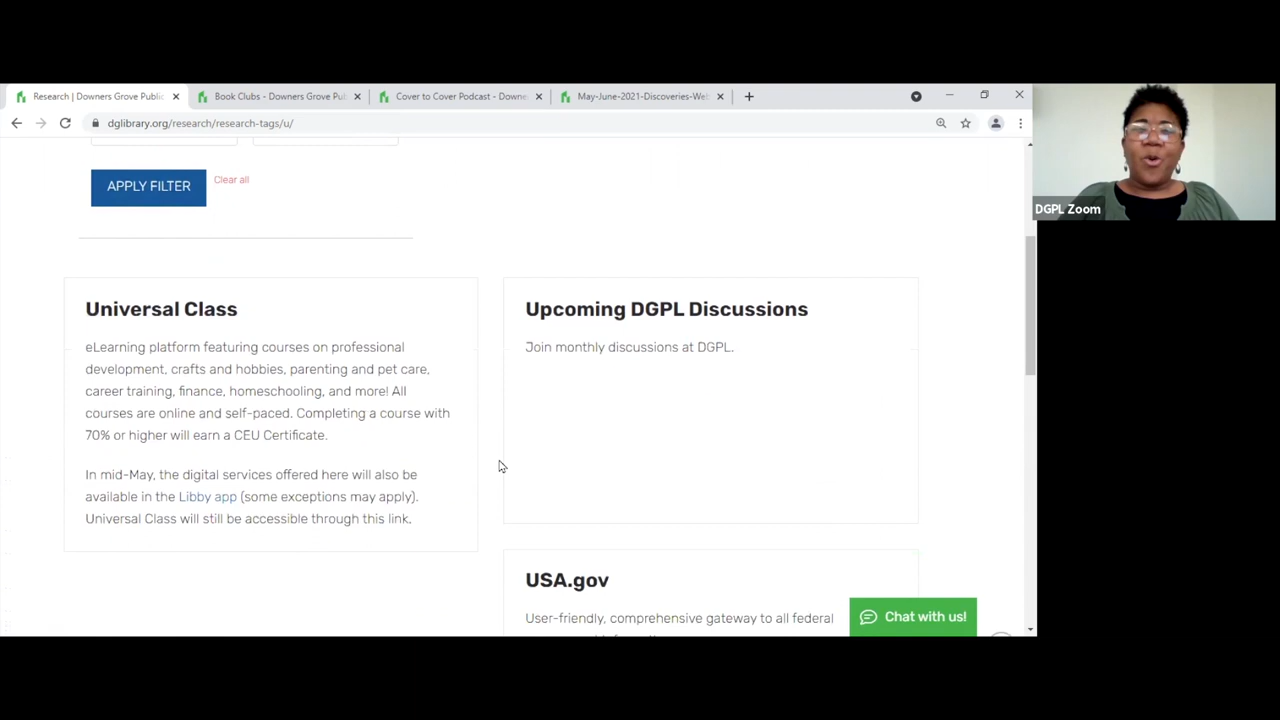 Research | Downers Grove Public
Book Clubs - Downers Grove Pub
Cover to Cover Podcast - Downe
May-June-2021-Discoveries-Web
dglibrary.org/research/research-tags/u/
APPLY FILTER
Clear all
DGPL Zoom
Universal Class
eLearning platform featuring courses on professional
development, crafts and hobbies, parenting and pet care,
career training, finance, homeschooling, and more! All
courses are online and self-paced. Completing a course with
70% or higher will earn a CEU Certificate.
In mid-May, the digital services offered here will also be
available in the Libby app (some exceptions may apply).
Universal Class will still be accessible through this link.
Upcoming DGPL Discussions
Join monthly discussions at DGPL.
USA.gov
User-friendly, comprehensive gateway to all federal
Chat with us!